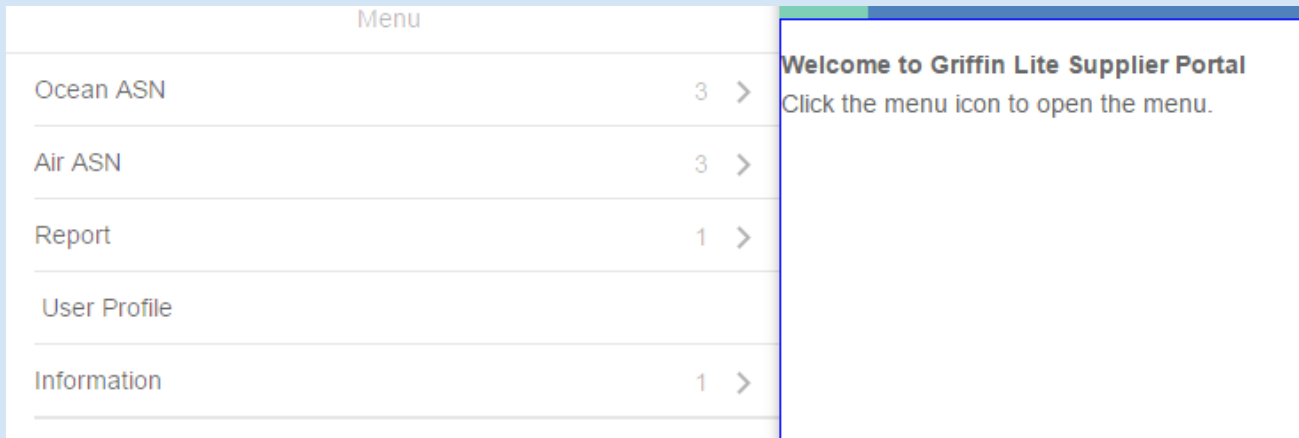 Menu
Ocean ASN 3
Air ASN 3
Report 1
User Profile
Information 1
Welcome to Griffin Lite Supplier Portal
Click the menu icon to open the menu.